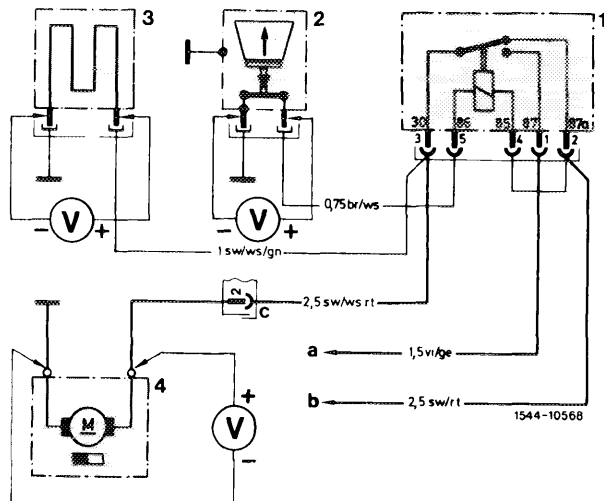 3
2
1
30
86
85
87
87a
3
5
4
1
2
V
- +
V
- +
0,75 br/ws
1 sw/ws/gn
2
C
2,5 sw/ws rt
a
1,5 vi/ge
b
2,5 sw/rt
1544-10568
4
M
+
V
-